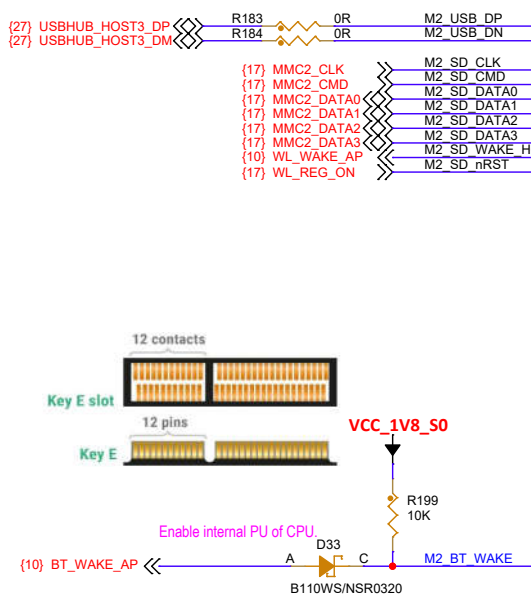 R183 0R
{27} USBHUB_HOST3_DP M2_USB_DP
R184 0R
{27} USBHUB_HOST3_DM M2_USB_DN
{17} MMC2_CLK M2_SD_CLK
{17} MMC2_CMD M2_SD_CMD
{17} MMC2_DATA0 M2_SD_DATA0
{17} MMC2_DATA1 M2_SD_DATA1
{17} MMC2_DATA2 M2_SD_DATA2
{17} MMC2_DATA3 M2_SD_DATA3
{10} WL_WAKE_AP M2_SD_WAKE_H
{17} WL_REG_ON M2_SD_nRST
12 contacts
Key E slot
12 pins
Key E
VCC_1V8_S0
R199
10K
Enable internal PU of CPU.
D33
{10} BT_WAKE_AP A C M2_BT_WAKE
B110WS/NSR0320